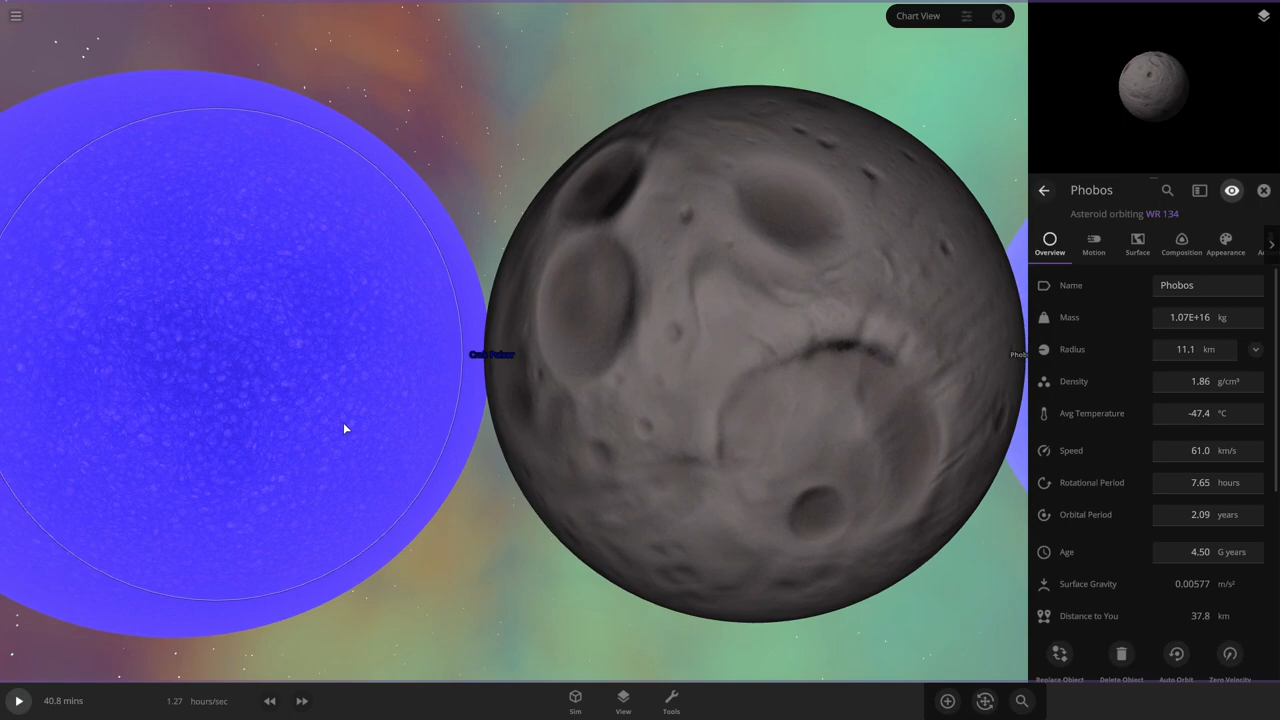 Chart View
Crab Pulsar
Phob
Phobos
Asteroid orbiting WR 134
Overview
Motion
Surface
Composition
Appearance
Name
Phobos
Mass
1.07E+16 kg
Radius
11.1 km
Density
1.86 g/cm³
Avg Temperature
-47.4 °C
Speed
61.0 km/s
Rotational Period
7.65 hours
Orbital Period
2.09 years
Age
4.50 G years
Surface Gravity
0.00577 m/s²
Distance to You
37.8 km
Replace Object
Delete Object
Auto Orbit
Zero Velocity
40.8 mins
1.27 hours/sec
Sim
View
Tools